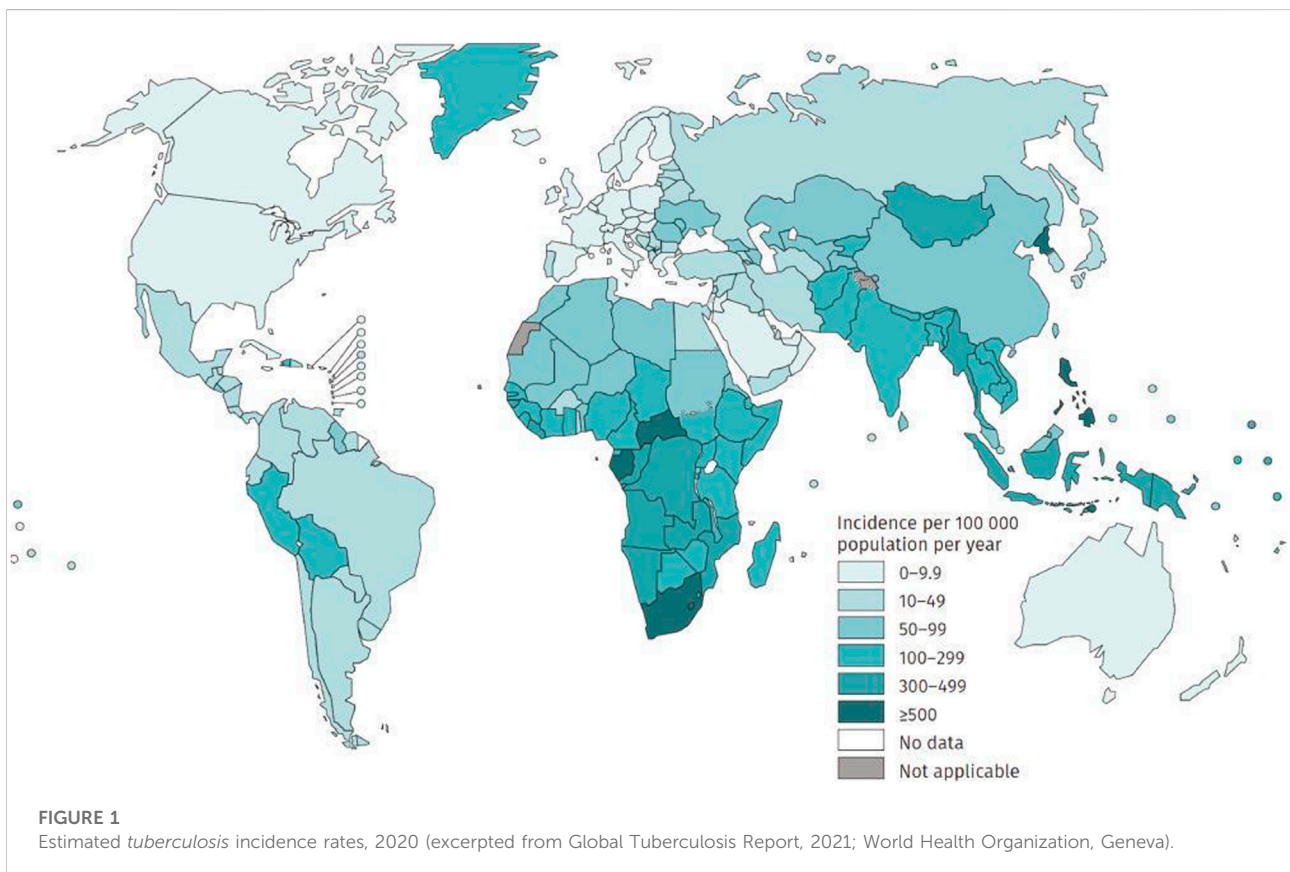 Incidence per 100 000
population per year
0–9.9
10–49
50–99
100–299
300–499
≥500
No data
Not applicable
FIGURE 1
Estimated tuberculosis incidence rates, 2020 (excerpted from Global Tuberculosis Report, 2021; World Health Organization, Geneva).